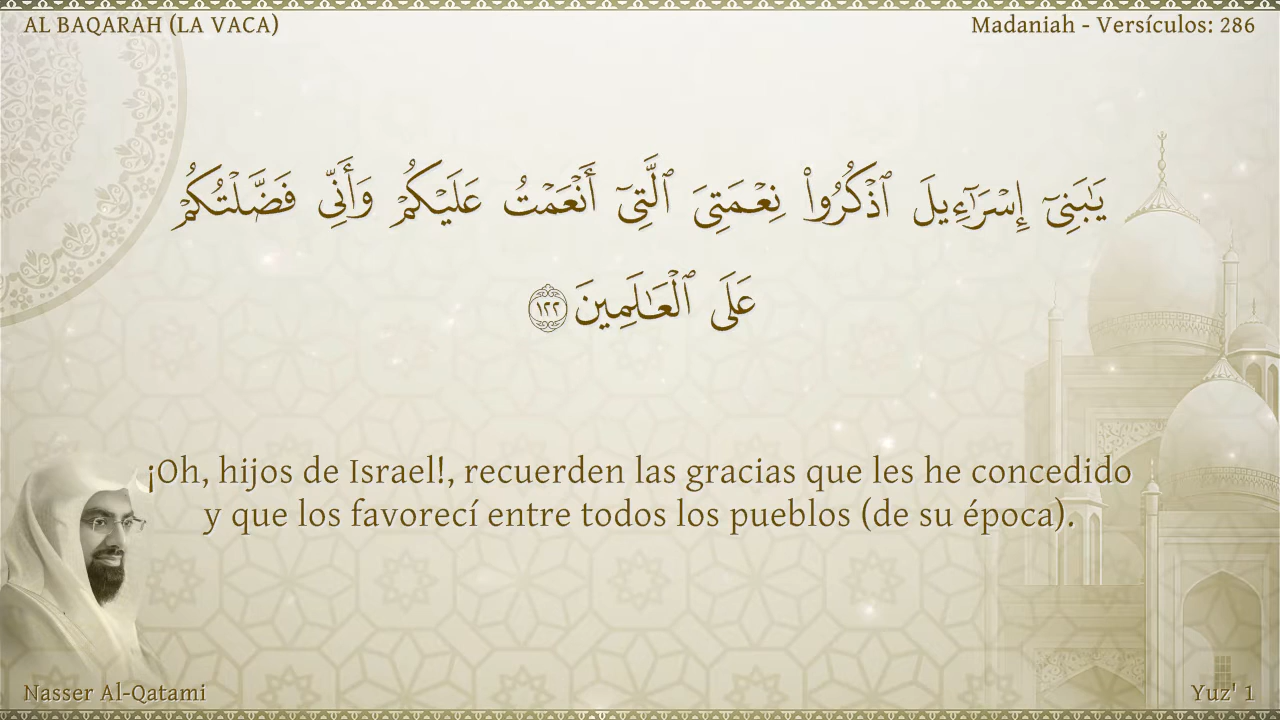 AL BAQARAH (LA VACA)
Madaniah - Versículos: 286
يَٰبَنِىٓ إِسْرَٰٓءِيلَ ٱذْكُرُوا۟ نِعْمَتِىَ ٱلَّتِىٓ أَنْعَمْتُ عَلَيْكُمْ وَأَنِّى فَضَّلْتُكُمْ
عَلَى ٱلْعَٰلَمِينَ ١٢٢
¡Oh, hijos de Israel!, recuerden las gracias que les he concedido
y que los favorecí entre todos los pueblos (de su época).
Nasser Al-Qatami
Yuz' 1